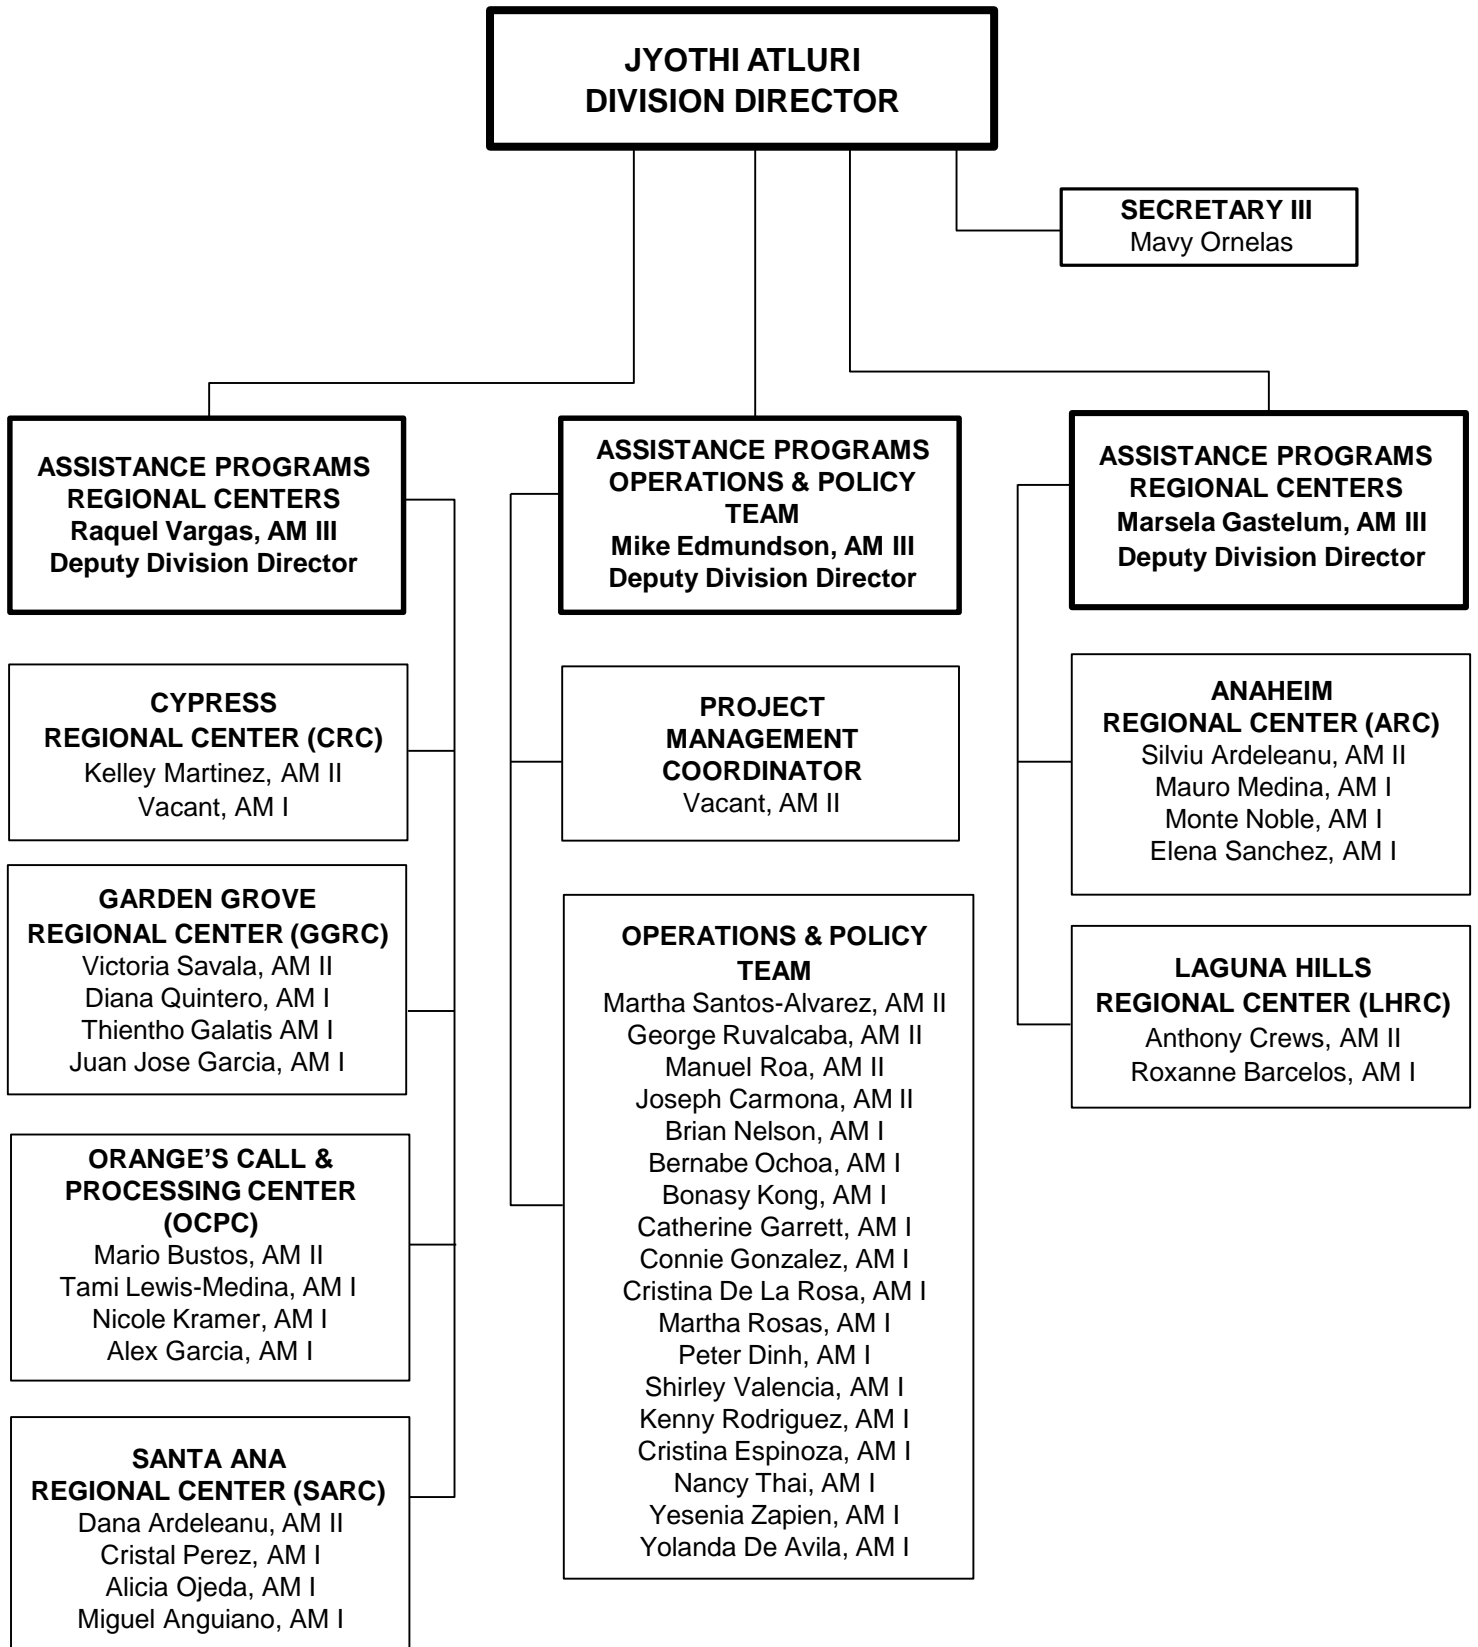 JYOTHI ATLURI
DIVISION DIRECTOR
SECRETARY III
Mavy Ornelas
ASSISTANCE PROGRAMS
REGIONAL CENTERS
Raquel Vargas, AM III
Deputy Division Director
CYPRESS
REGIONAL CENTER (CRC)
Kelley Martinez, AM II
Vacant, AM I
GARDEN GROVE
REGIONAL CENTER (GGRC)
Victoria Savala, AM II
Diana Quintero, AM I
Thientho Galatis AM I
Juan Jose Garcia, AM I
ORANGE’S CALL &
PROCESSING CENTER
(OCPC)
Mario Bustos, AM II
Tami Lewis-Medina, AM I
Nicole Kramer, AM I
Alex Garcia, AM I
SANTA ANA
REGIONAL CENTER (SARC)
Dana Ardeleanu, AM II
Cristal Perez, AM I
Alicia Ojeda, AM I
Miguel Anguiano, AM I
ASSISTANCE PROGRAMS
OPERATIONS & POLICY
TEAM
Mike Edmundson, AM III
Deputy Division Director
PROJECT
MANAGEMENT
COORDINATOR
Vacant, AM II
OPERATIONS & POLICY
TEAM
Martha Santos-Alvarez, AM II
George Ruvalcaba, AM II
Manuel Roa, AM II
Joseph Carmona, AM II
Brian Nelson, AM I
Bernabe Ochoa, AM I
Bonasy Kong, AM I
Catherine Garrett, AM I
Connie Gonzalez, AM I
Cristina De La Rosa, AM I
Martha Rosas, AM I
Peter Dinh, AM I
Shirley Valencia, AM I
Kenny Rodriguez, AM I
Cristina Espinoza, AM I
Nancy Thai, AM I
Yesenia Zapien, AM I
Yolanda De Avila, AM I
ASSISTANCE PROGRAMS
REGIONAL CENTERS
Marsela Gastelum, AM III
Deputy Division Director
ANAHEIM
REGIONAL CENTER (ARC)
Silviu Ardeleanu, AM II
Mauro Medina, AM I
Monte Noble, AM I
Elena Sanchez, AM I
LAGUNA HILLS
REGIONAL CENTER (LHRC)
Anthony Crews, AM II
Roxanne Barcelos, AM I